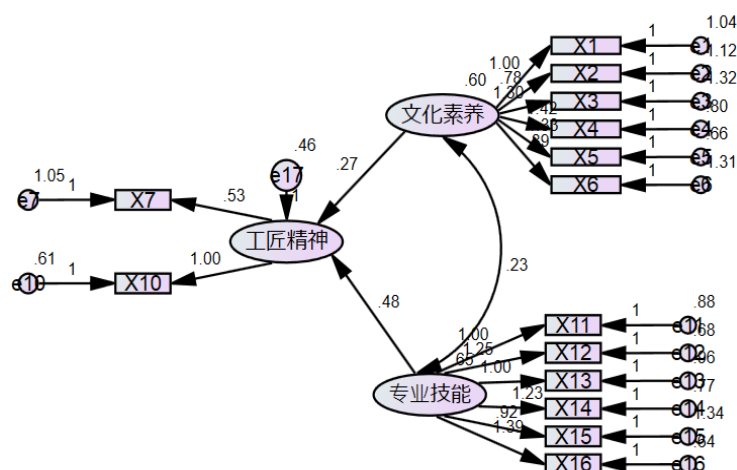 1.04
1.00 X1 1 e1
.60 .78 X2 1 e2 1.12
1.30 X3 1 e3 1.32
文化素养
.42 X4 1 e4 .80
X5 1 e5 .66
.89 X6 1 e6 1.31
.46
e17
1
.27
1.05
e7 1 X7 .53
工匠精神
.61
e10 1 X10 1.00
.23
.48
.88
1.00 X11 1 e11
.65 1.25 X12 1 e12 .68
1.00 X13 1 e13
专业技能
1.23 X14 1 e14 .77
.92 X15 1 e15 1.34
1.39 X16 1 e16 .64